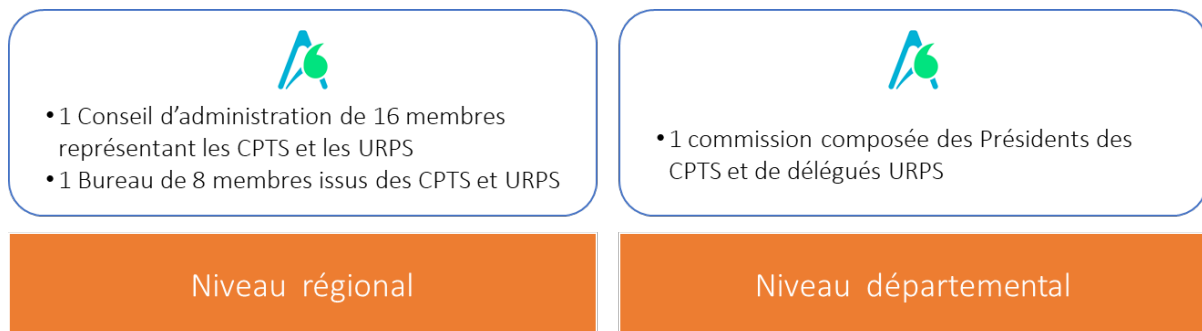 • 1 Conseil d’administration de 16 membres
représentant les CPTS et les URPS
• 1 Bureau de 8 membres issus des CPTS et URPS
Niveau régional
• 1 commission composée des Présidents des
CPTS et de délégués URPS
Niveau départemental